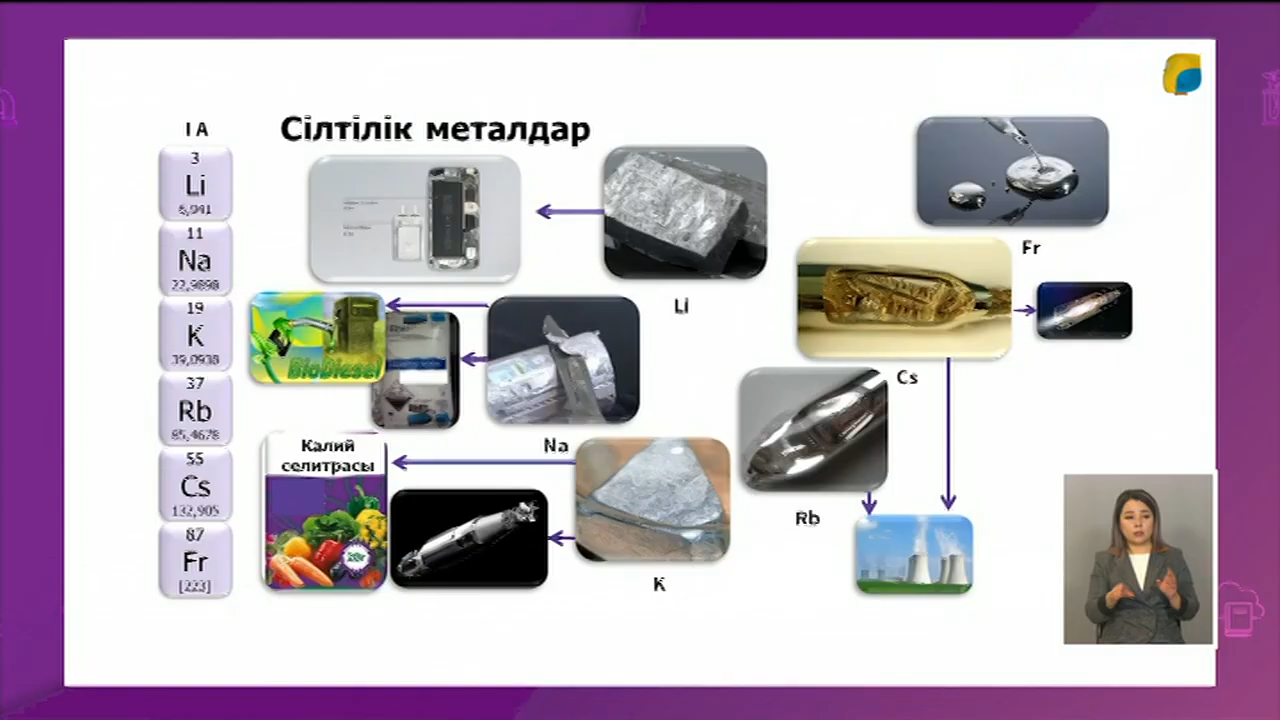 I A
Сілтілік металдар
3
Li
6,941
11
Na
22,9898
19
K
39,0938
37
Rb
85,4678
55
Cs
132,905
87
Fr
[223]
Li
Fr
BioDiesel
Cs
Na
Калий
селитрасы
Rb
K